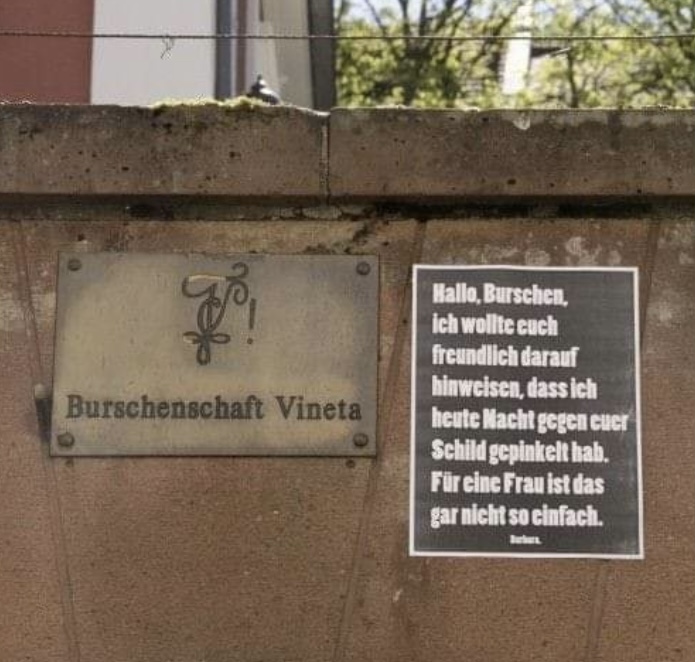 Burschenschaft Vineta
Hallo, Burschen,
ich wollte euch
freundlich darauf
hinweisen, dass ich
heute Nacht gegen euer
Schild gepinkelt hab.
Für eine Frau ist das
gar nicht so einfach.
Barbara.